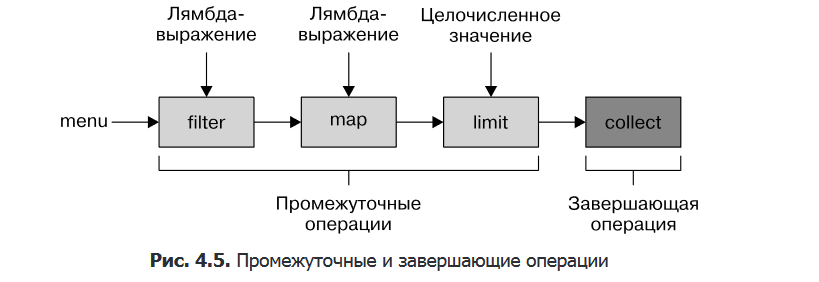 Лямбда-
выражение
Лямбда-
выражение
Целочисленное
значение
menu
filter
map
limit
collect
Промежуточные
операции
Завершающая
операция
Рис. 4.5. Промежуточные и завершающие операции